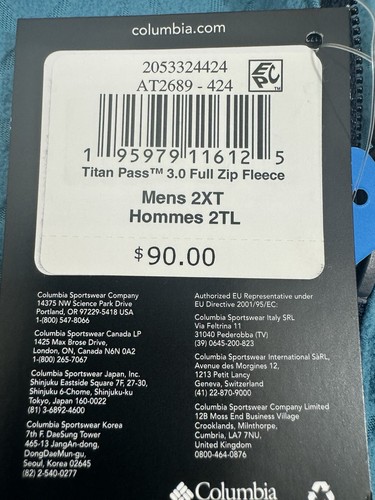 columbia.com
2053324424
AT2689 - 424
EPC™
1 95979 11612 5
Titan Pass™ 3.0 Full Zip Fleece
Mens 2XT
Hommes 2TL
$90.00
Columbia Sportswear Company
14375 NW Science Park Drive
Portland, OR 97229-5418 USA
1-(800) 547-8066
Columbia Sportswear Canada LP
1425 Max Brose Drive,
London, ON, Canada N6N 0A2
1-(800) 265-7067
Columbia Sportswear Japan, Inc.
Shinjuku Eastside Square 7F, 27-30,
Shinjuku 6-Chome, Shinjuku-ku
Tokyo, Japan 160-0022
(81) 3-6892-4600
Columbia Sportswear Korea
7th F. DaeSung Tower
465-13 JangAn-dong,
DongDaeMun-gu,
Seoul, Korea 02645
(82) 2-540-0277
Authorized EU Representative under
EU Directive 2001/95/EC:
Columbia Sportswear Italy SRL
Via Feltrina 11
31040 Pederobba (TV)
(39) 0645-200-823
Columbia Sportswear International SàRL,
Avenue des Morgines 12,
1213 Petit Lancy
Geneva, Switzerland
(41) 22-870-9000
Columbia Sportswear Company Limited
12B Moss End Business Village
Crooklands, Milnthorpe,
Cumbria, LA7 7NU,
United Kingdom
0800-464-0876
Columbia